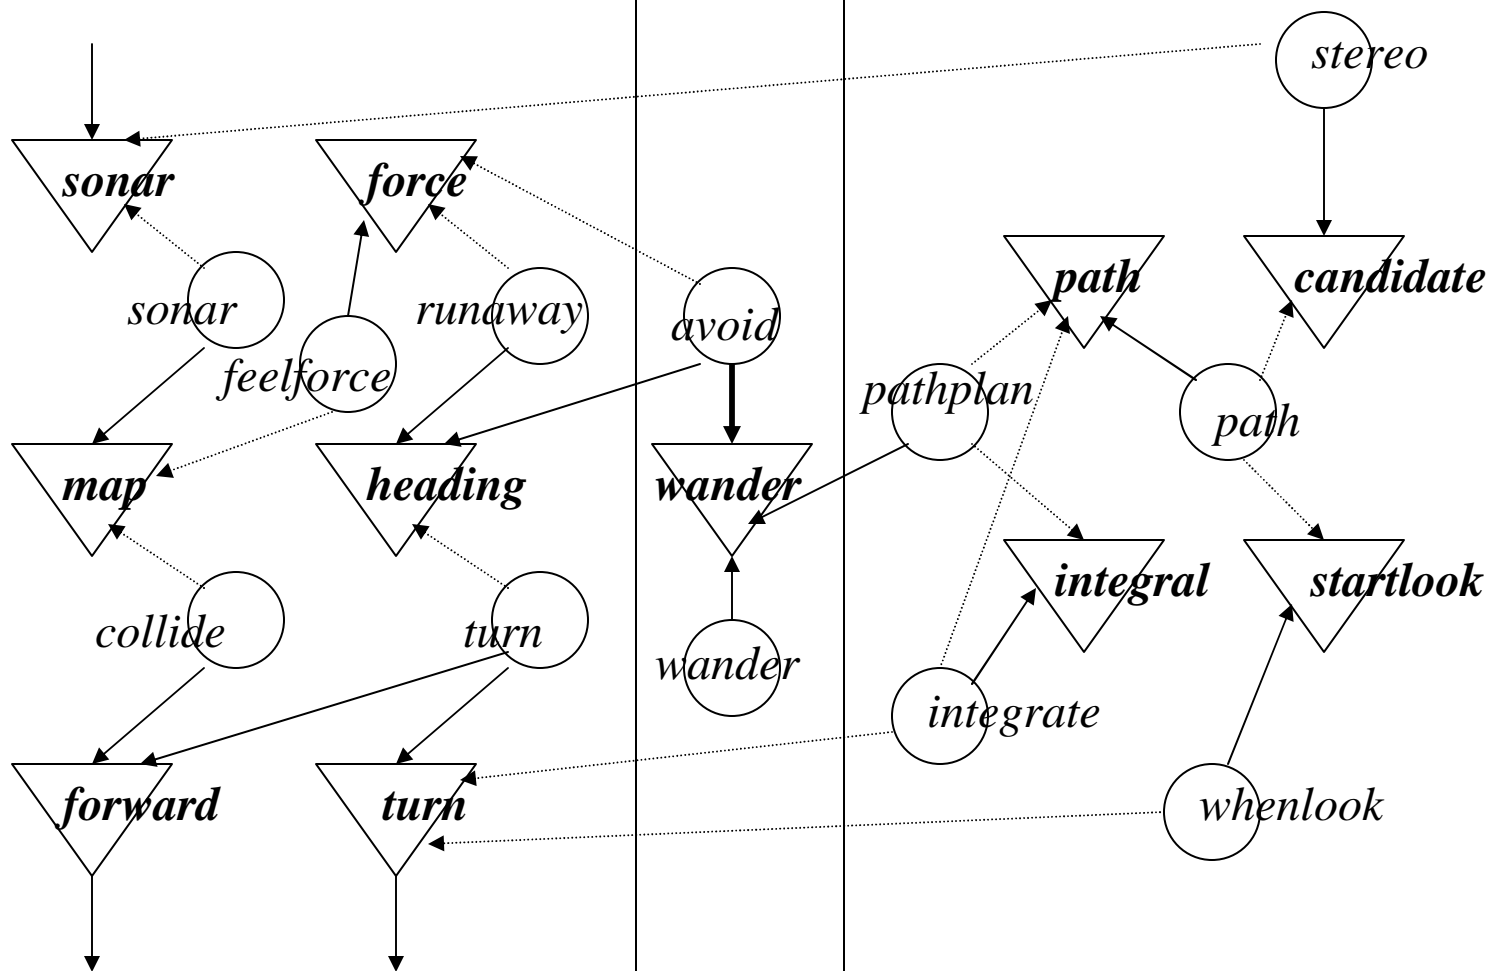 stereo
sonar
force
path
candidate
sonar
runaway
avoid
feelforce
pathplan
path
map
heading
wander
integral
startlook
collide
turn
wander
integrate
forward
turn
whenlook